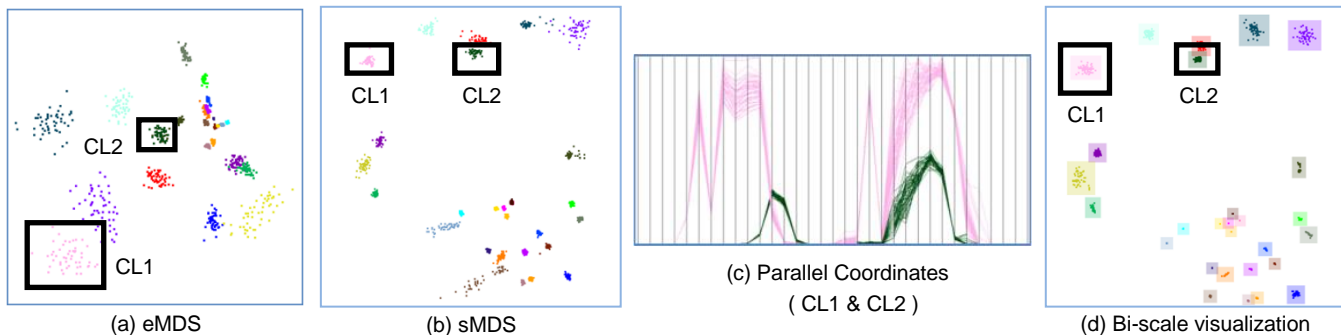 CL2
CL1
(a) eMDS
CL1
CL2
(b) sMDS
(c) Parallel Coordinates
( CL1 & CL2 )
CL1
CL2
(d) Bi-scale visualization